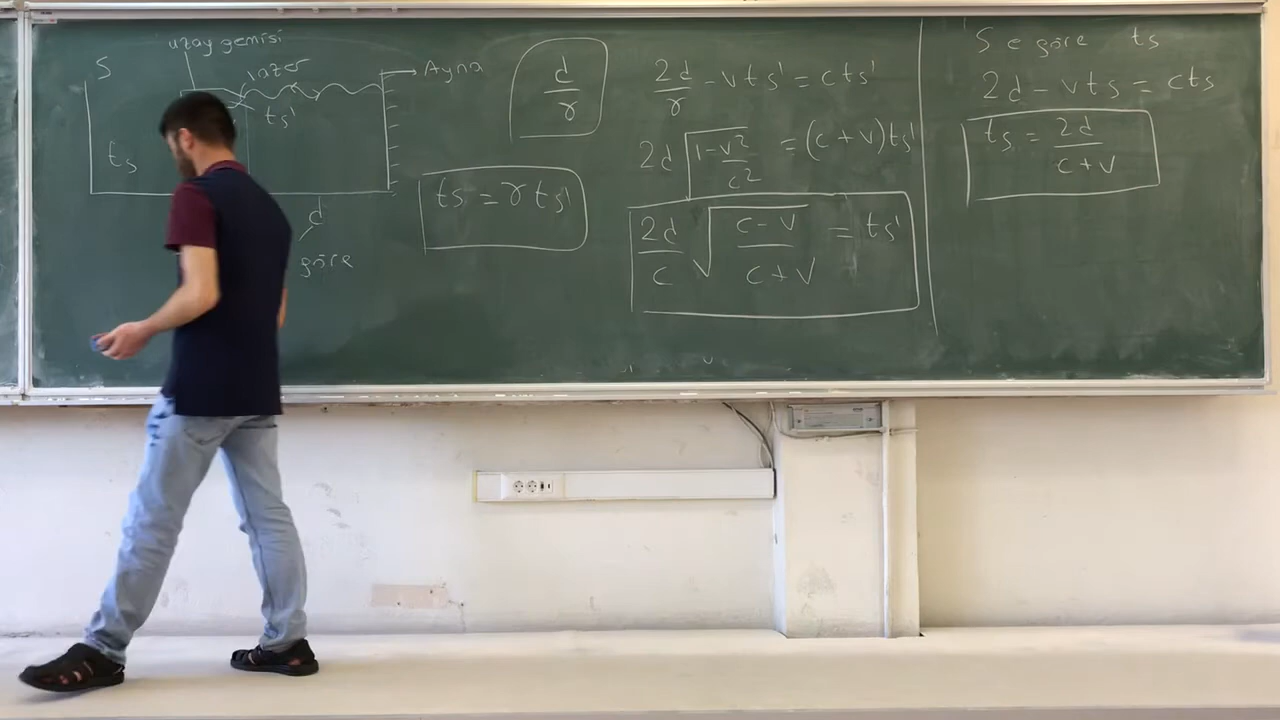 uzay gemisi
S
lazer
Ayna
ts'
ts
d
göre
d/γ
ts = γ ts'
2d/γ - vts' = cts'
2d √(1-v²/c²) = (c+v)ts'
2d/c √(c-v/c+v) = ts'
S e göre ts
2d - vts = cts
ts = 2d/c+v